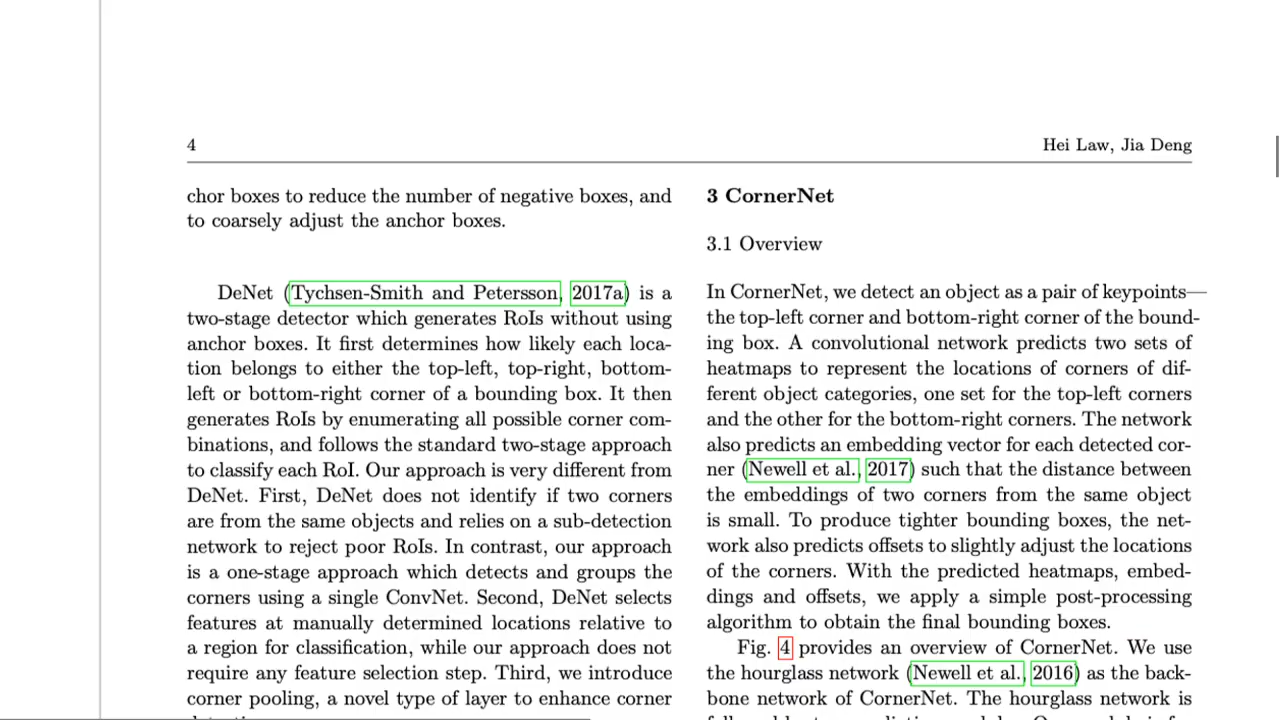 4
Hei Law, Jia Deng
chor boxes to reduce the number of negative boxes, and
to coarsely adjust the anchor boxes.
DeNet (Tychsen-Smith and Petersson, 2017a) is a
two-stage detector which generates RoIs without using
anchor boxes. It first determines how likely each loca-
tion belongs to either the top-left, top-right, bottom-
left or bottom-right corner of a bounding box. It then
generates RoIs by enumerating all possible corner com-
binations, and follows the standard two-stage approach
to classify each RoI. Our approach is very different from
DeNet. First, DeNet does not identify if two corners
are from the same objects and relies on a sub-detection
network to reject poor RoIs. In contrast, our approach
is a one-stage approach which detects and groups the
corners using a single ConvNet. Second, DeNet selects
features at manually determined locations relative to
a region for classification, while our approach does not
require any feature selection step. Third, we introduce
corner pooling, a novel type of layer to enhance corner
3 CornerNet
3.1 Overview
In CornerNet, we detect an object as a pair of keypoints—
the top-left corner and bottom-right corner of the bound-
ing box. A convolutional network predicts two sets of
heatmaps to represent the locations of corners of dif-
ferent object categories, one set for the top-left corners
and the other for the bottom-right corners. The network
also predicts an embedding vector for each detected cor-
ner (Newell et al., 2017) such that the distance between
the embeddings of two corners from the same object
is small. To produce tighter bounding boxes, the net-
work also predicts offsets to slightly adjust the locations
of the corners. With the predicted heatmaps, embed-
dings and offsets, we apply a simple post-processing
algorithm to obtain the final bounding boxes.
Fig. 4 provides an overview of CornerNet. We use
the hourglass network (Newell et al., 2016) as the back-
bone network of CornerNet. The hourglass network is